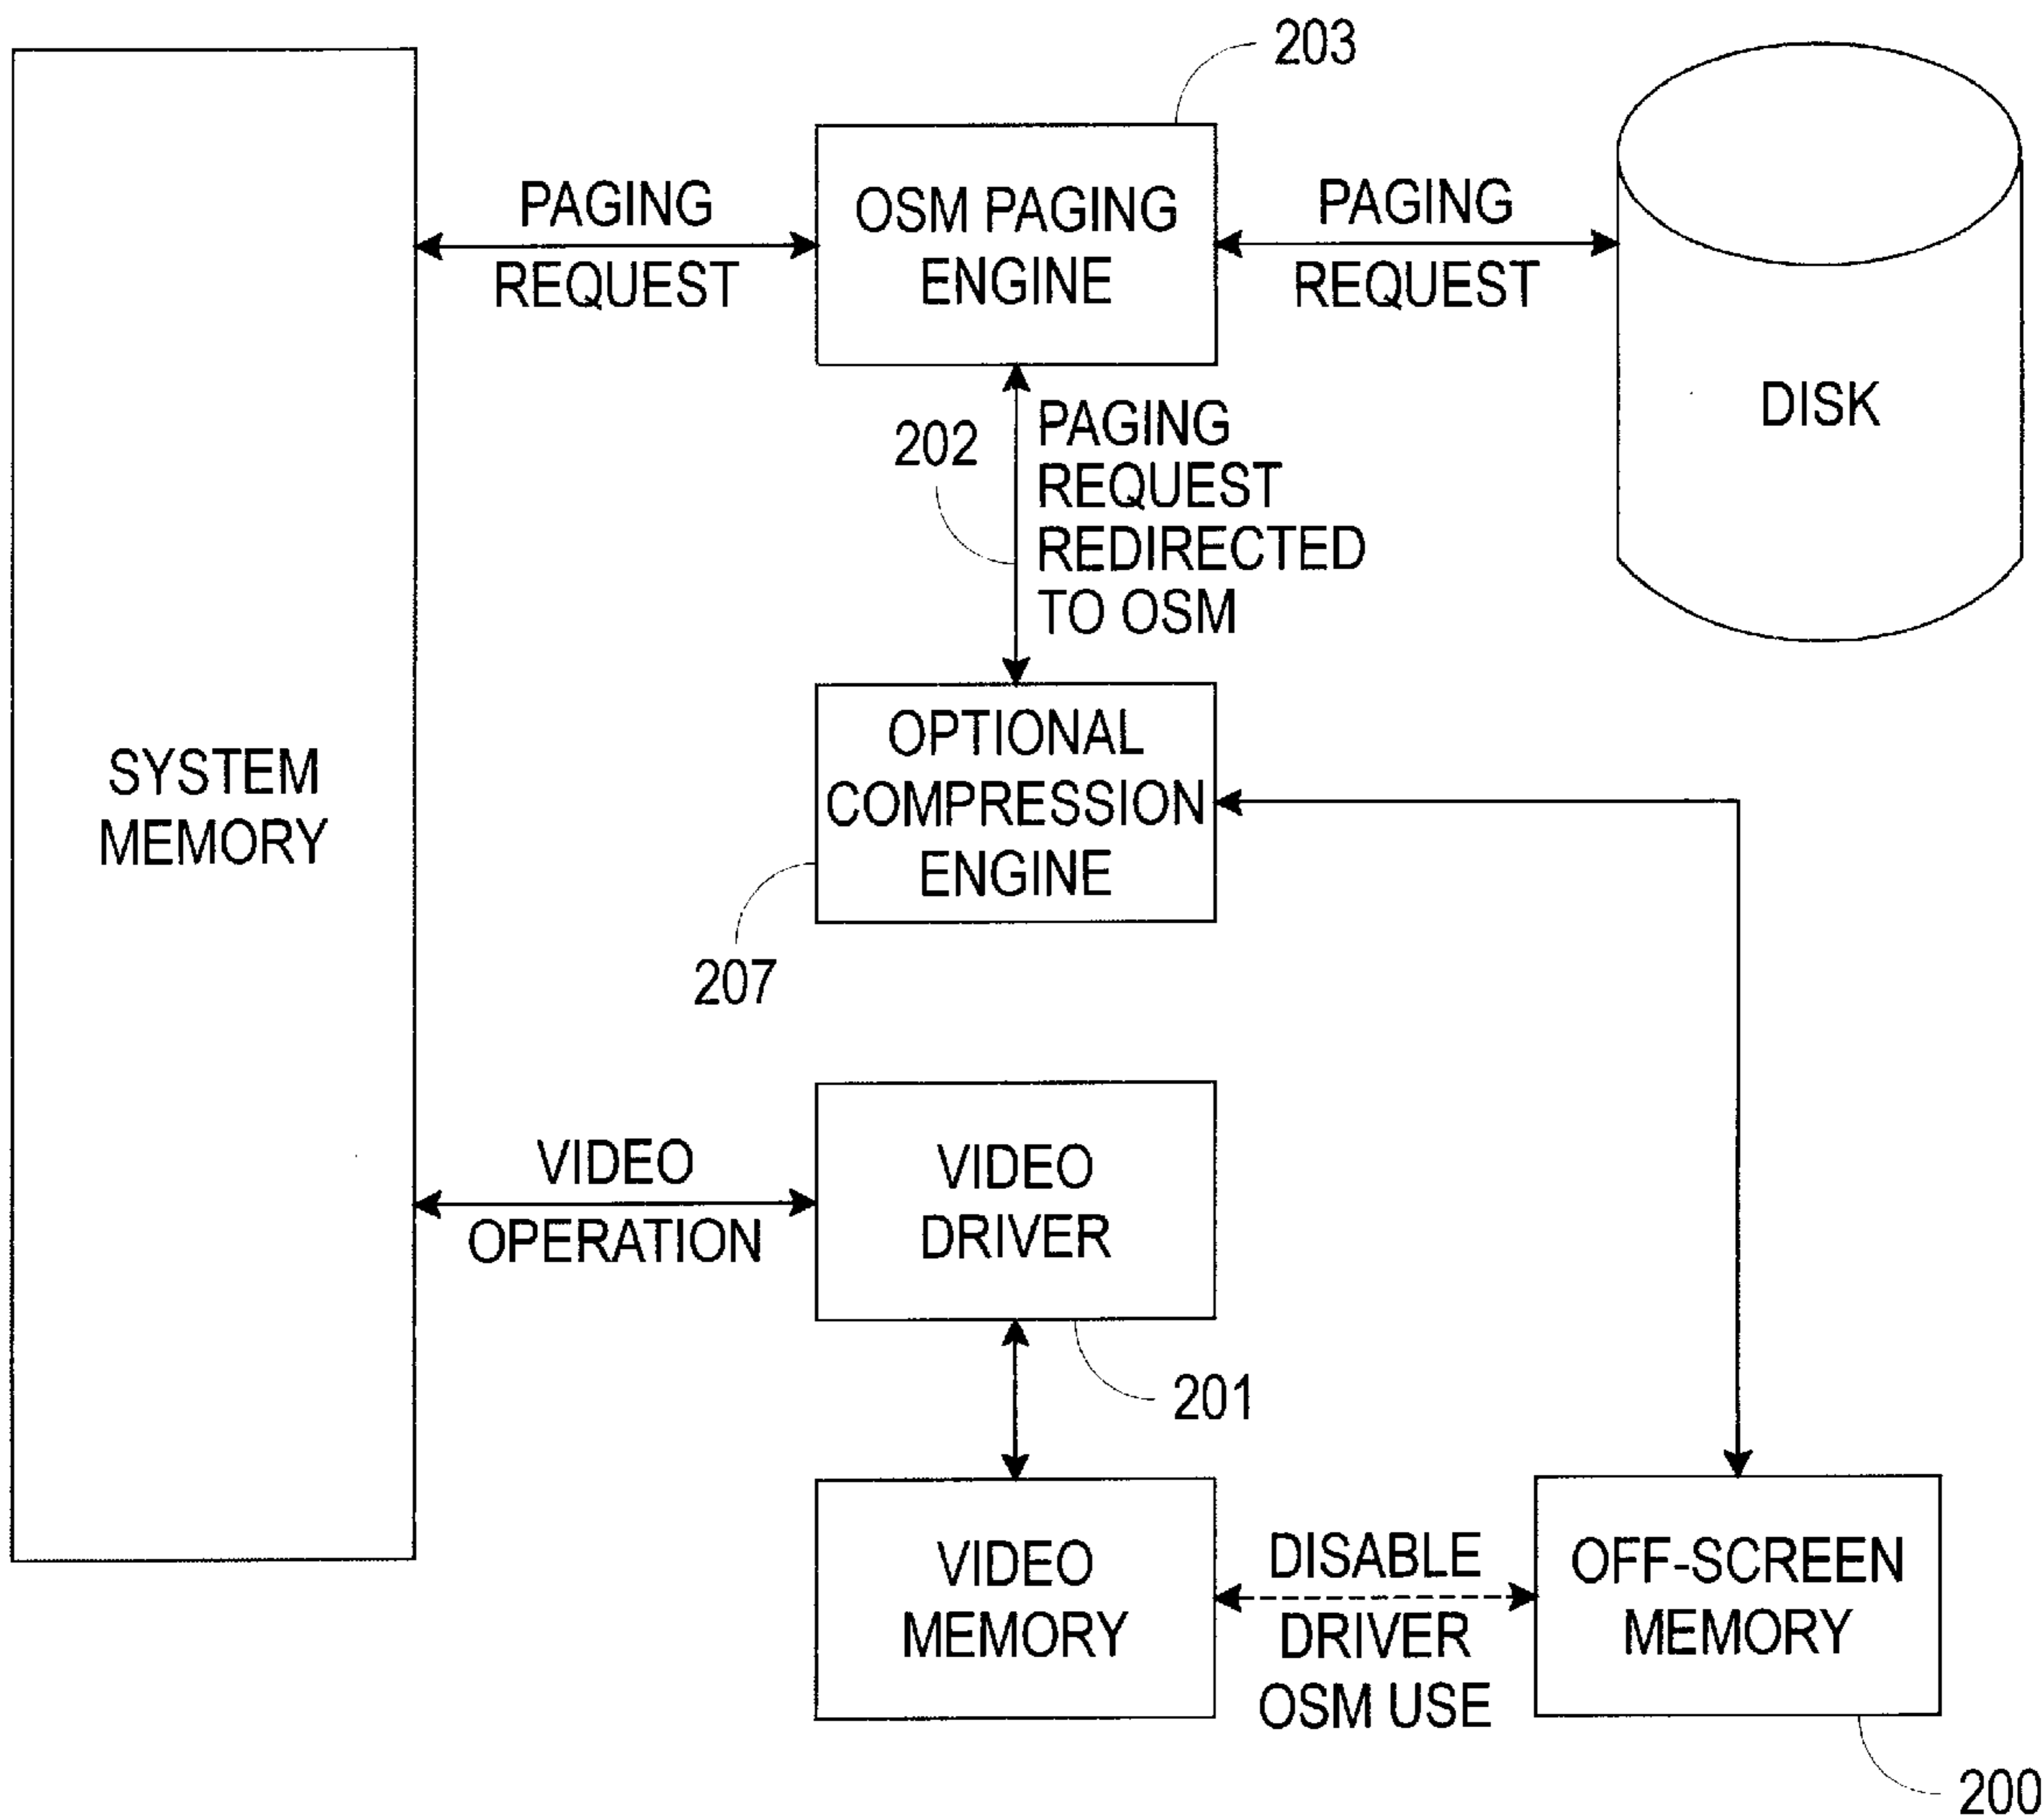 203
PAGING
REQUEST
OSM PAGING
ENGINE
PAGING
REQUEST
DISK
202
PAGING
REQUEST
REDIRECTED
TO OSM
SYSTEM
MEMORY
OPTIONAL
COMPRESSION
ENGINE
207
VIDEO
OPERATION
VIDEO
DRIVER
201
VIDEO
MEMORY
DISABLE
DRIVER
OSM USE
OFF-SCREEN
MEMORY
200